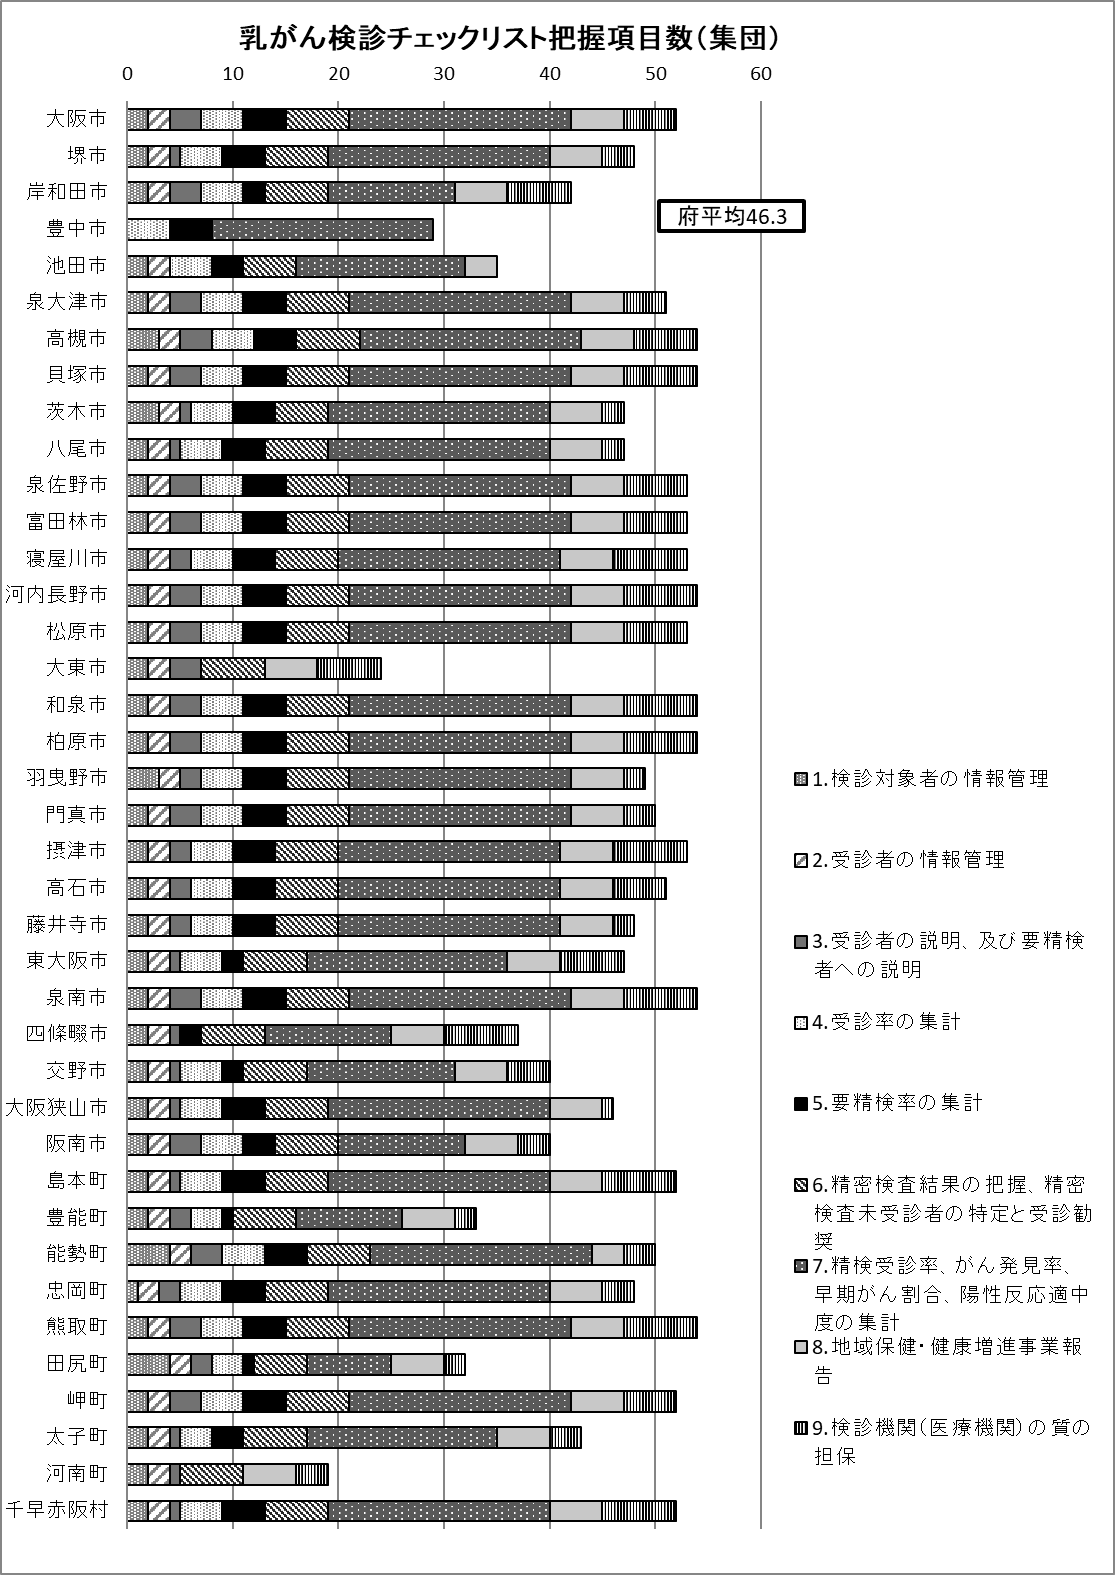 乳がん検診チェックリスト把握項目数(集団)
0 10 20 30 40 50 60
大阪市
堺市
岸和田市
府平均46.3
豊中市
池田市
泉大津市
高槻市
貝塚市
茨木市
八尾市
泉佐野市
富田林市
寝屋川市
河内長野市
松原市
大東市
和泉市
柏原市
羽曳野市
門真市
摂津市
高石市
藤井寺市
東大阪市
泉南市
四條畷市
交野市
大阪狭山市
阪南市
島本町
豊能町
能勢町
忠岡町
熊取町
田尻町
岬町
太子町
河南町
千早赤阪村
1.検診対象者の情報管理
2.受診者の情報管理
3.受診者の説明、及び要精検
者への説明
4.受診率の集計
5.要精検率の集計
6.精密検査結果の把握、精密
検査未受診者の特定と受診勧
奨
7.精検受診率、がん発見率、
早期がん割合、陽性反応適中
度の集計
8.地域保健・健康増進事業報
告
9.検診機関(医療機関)の質の
担保